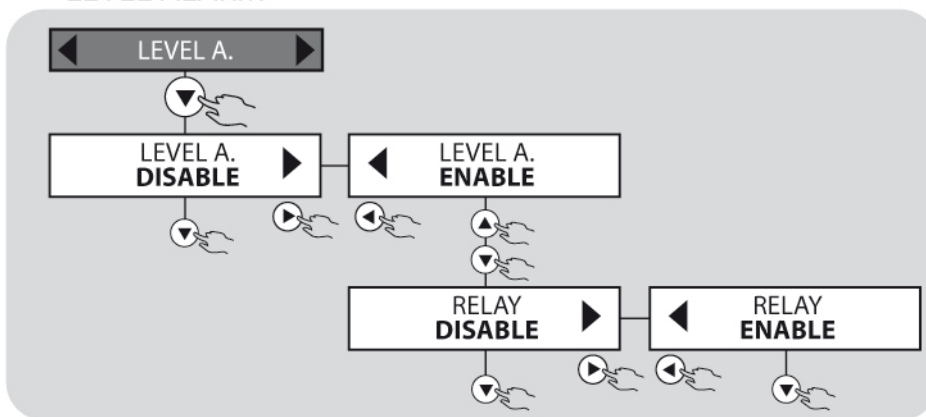 LEVEL A.
LEVEL A.
DISABLE
LEVEL A.
ENABLE
RELAY
DISABLE
RELAY
ENABLE